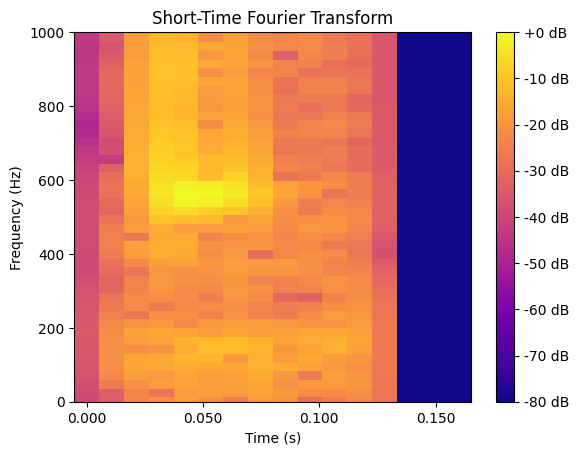 Short-Time Fourier Transform
1000
800
600
400
200
0
Frequency (Hz)
0.000
0.050
0.100
0.150
Time (s)
+0 dB
-10 dB
-20 dB
-30 dB
-40 dB
-50 dB
-60 dB
-70 dB
-80 dB